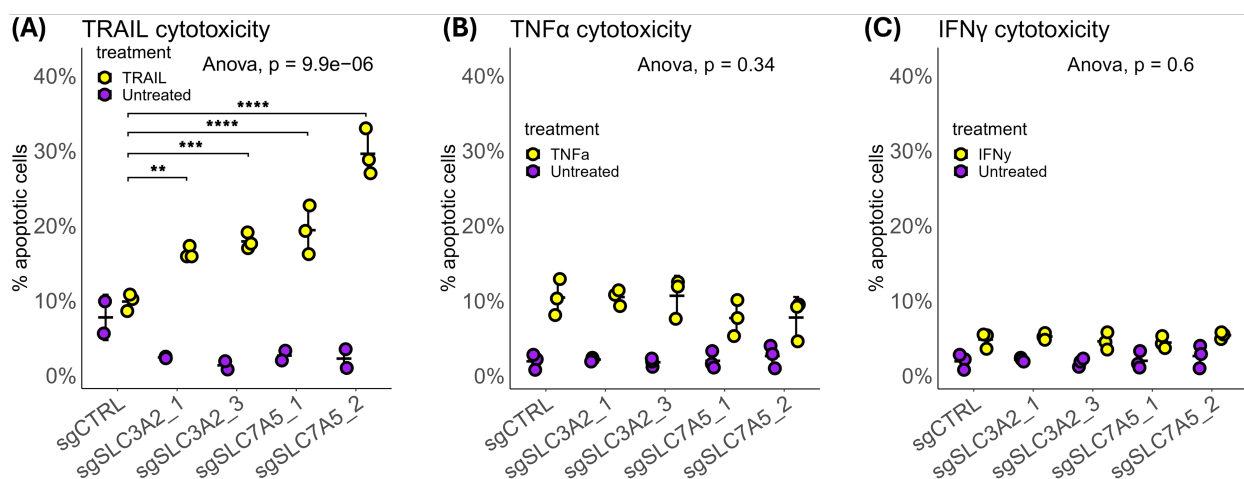 (A) TRAIL cytotoxicity
treatment
TRAIL
Untreated
Anova, p = 9.9e−06
****
****
***
**
% apoptotic cells
40%
30%
20%
10%
0%
sgCTRL
sgSLC3A2_1
sgSLC3A2_3
sgSLC7A5_1
sgSLC7A5_2
(B) TNFα cytotoxicity
Anova, p = 0.34
treatment
TNFa
Untreated
% apoptotic cells
40%
30%
20%
10%
0%
sgCTRL
sgSLC3A2_1
sgSLC3A2_3
sgSLC7A5_1
sgSLC7A5_2
(C) IFNγ cytotoxicity
Anova, p = 0.6
treatment
IFNy
Untreated
% apoptotic cells
40%
30%
20%
10%
0%
sgCTRL
sgSLC3A2_1
sgSLC3A2_3
sgSLC7A5_1
sgSLC7A5_2